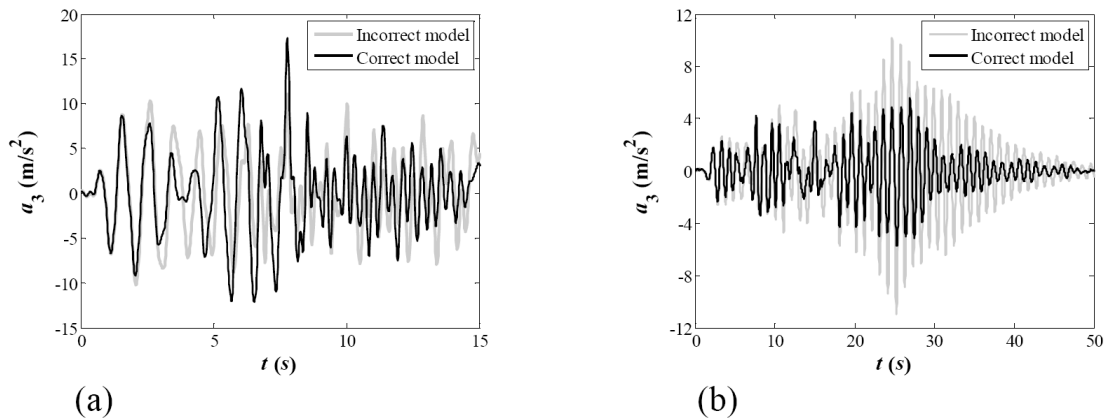 20
15
10
5
0
-5
-10
-15
a3 (m/s2)
0 5 10 15
t (s)
Incorrect model
Correct model
(a)
12
8
4
0
-4
-8
-12
a3 (m/s2)
0 10 20 30 40 50
t (s)
Incorrect model
Correct model
(b)